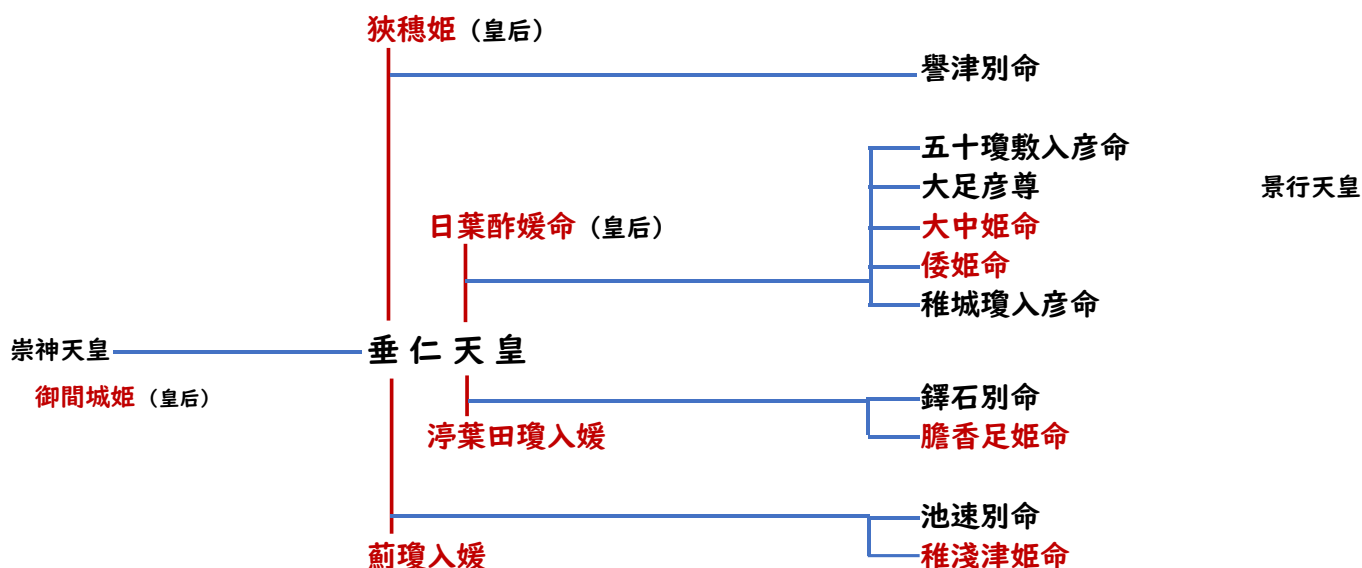 狹穗姫（皇后）
譽津別命
五十瓊敷入彦命
大足彦尊 景行天皇
大中姫命
日葉酢媛命（皇后）
倭姫命
稚城瓊入彦命
崇神天皇 垂仁天皇
御間城姫（皇后） 鐸石別命
渟葉田瓊入媛 膽香足姫命
池速別命
薊瓊入媛 稚淺津姫命